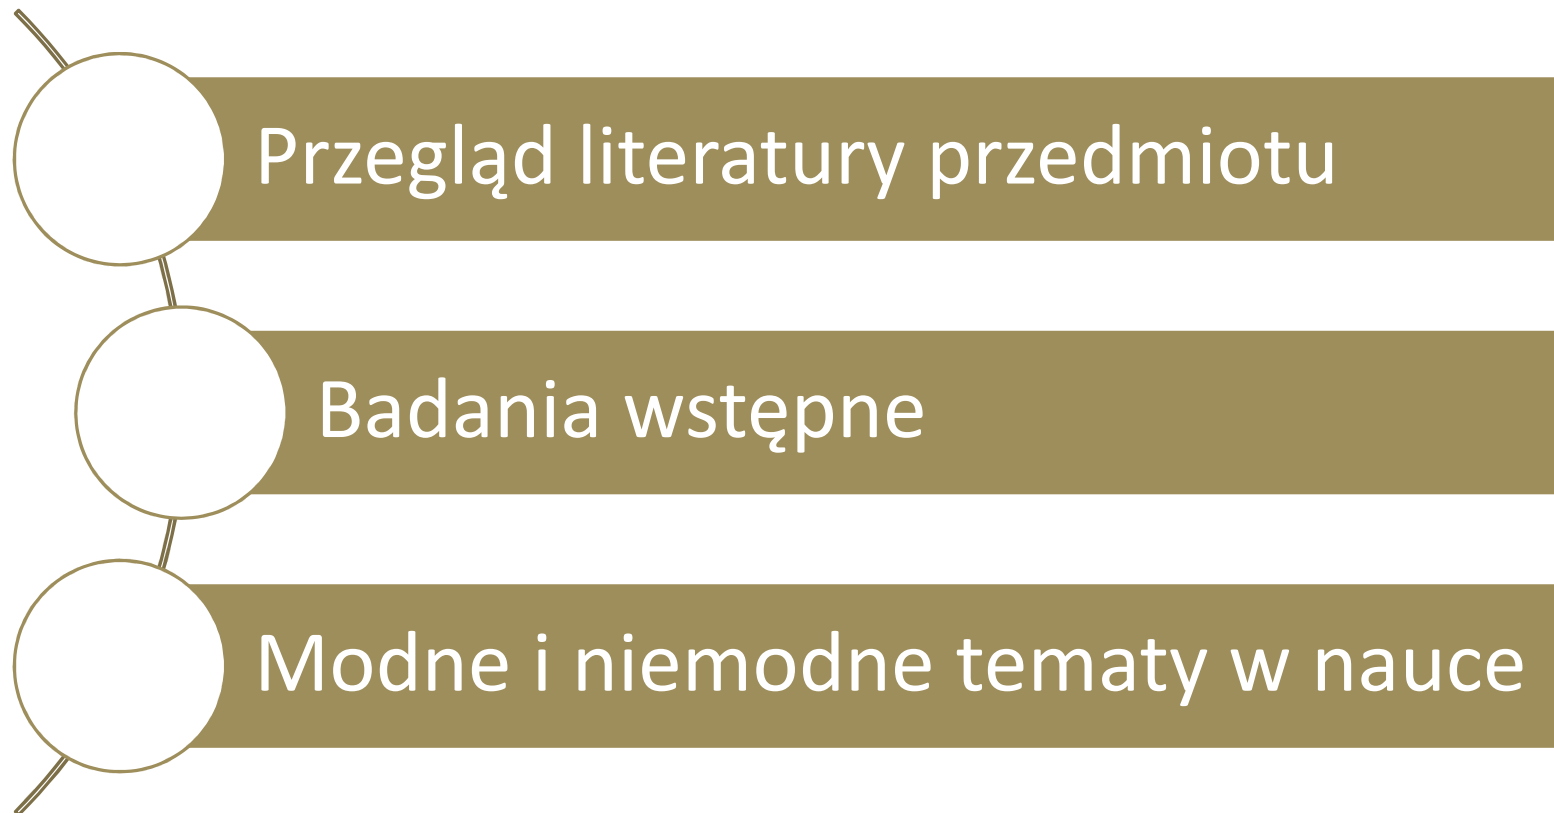 Przegląd literatury przedmiotu
Badania wstępne
Modne i niemodne tematy w nauce